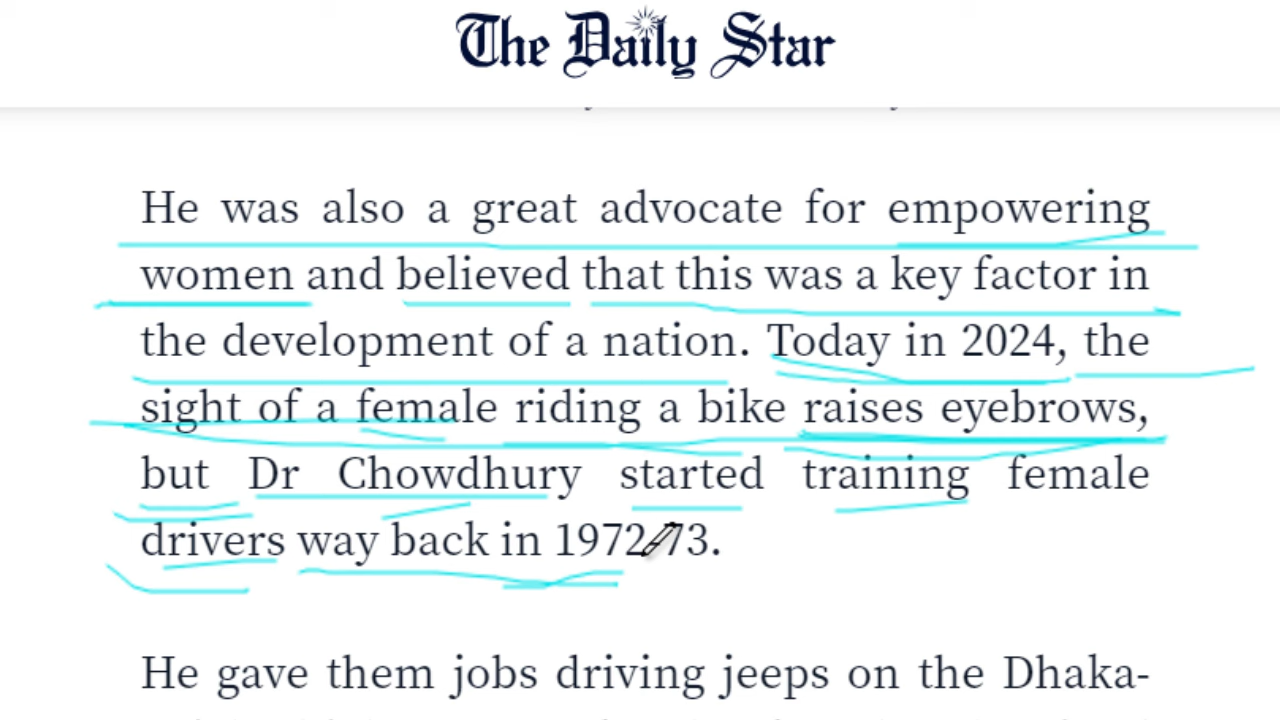 The Daily Star
He was also a great advocate for empowering
women and believed that this was a key factor in
the development of a nation. Today in 2024, the
sight of a female riding a bike raises eyebrows,
but Dr Chowdhury started training female
drivers way back in 1972-73.
He gave them jobs driving jeeps on the Dhaka-